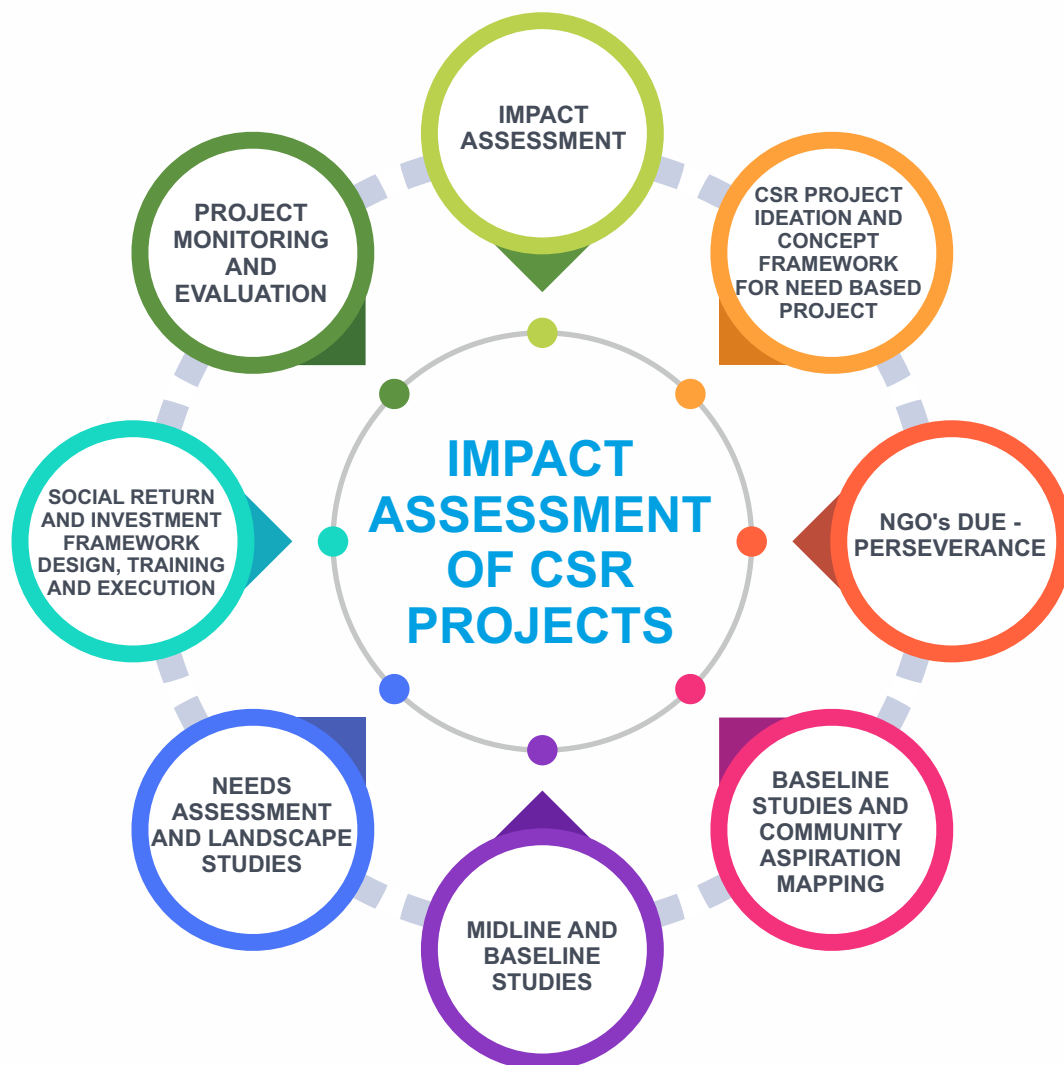 IMPACT
ASSESSMENT
CSR PROJECT
IDEATION AND
CONCEPT
FRAMEWORK
FOR NEED BASED
PROJECT
NGO's DUE -
PERSEVERANCE
BASELINE
STUDIES AND
COMMUNITY
ASPIRATION
MAPPING
MIDLINE AND
BASELINE
STUDIES
NEEDS
ASSESSMENT
AND LANDSCAPE
STUDIES
SOCIAL RETURN
AND INVESTMENT
FRAMEWORK
DESIGN, TRAINING
AND EXECUTION
PROJECT
MONITORING
AND
EVALUATION
IMPACT
ASSESSMENT
OF CSR
PROJECTS